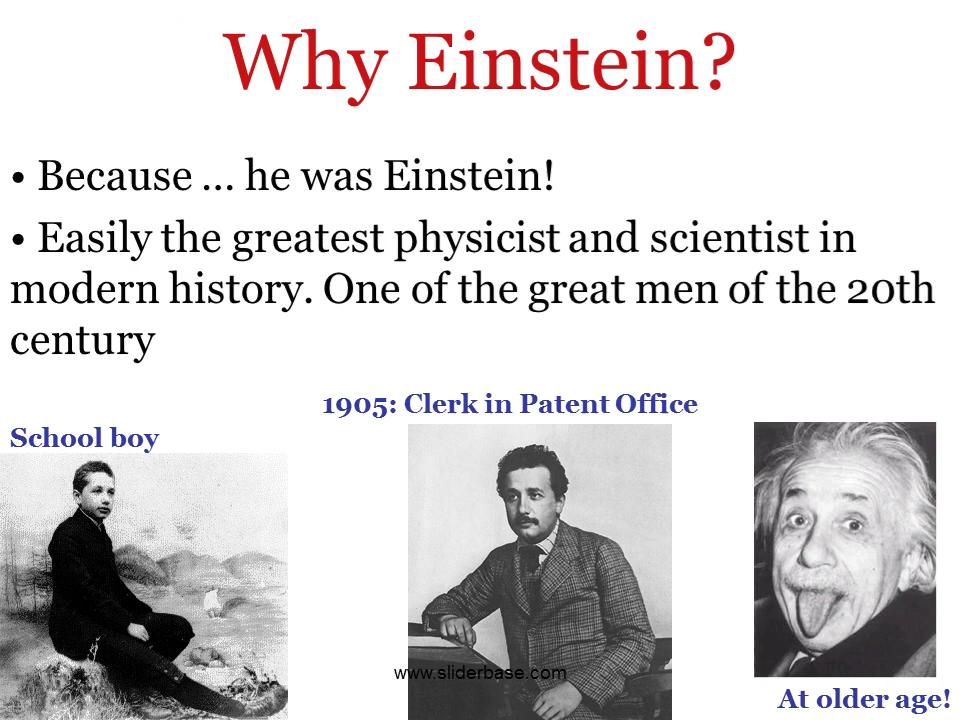 Why Einstein?
• Because ... he was Einstein!
• Easily the greatest physicist and scientist in
modern history. One of the great men of the 20th
century
1905: Clerk in Patent Office
School boy
www.sliderbase.com
At older age!